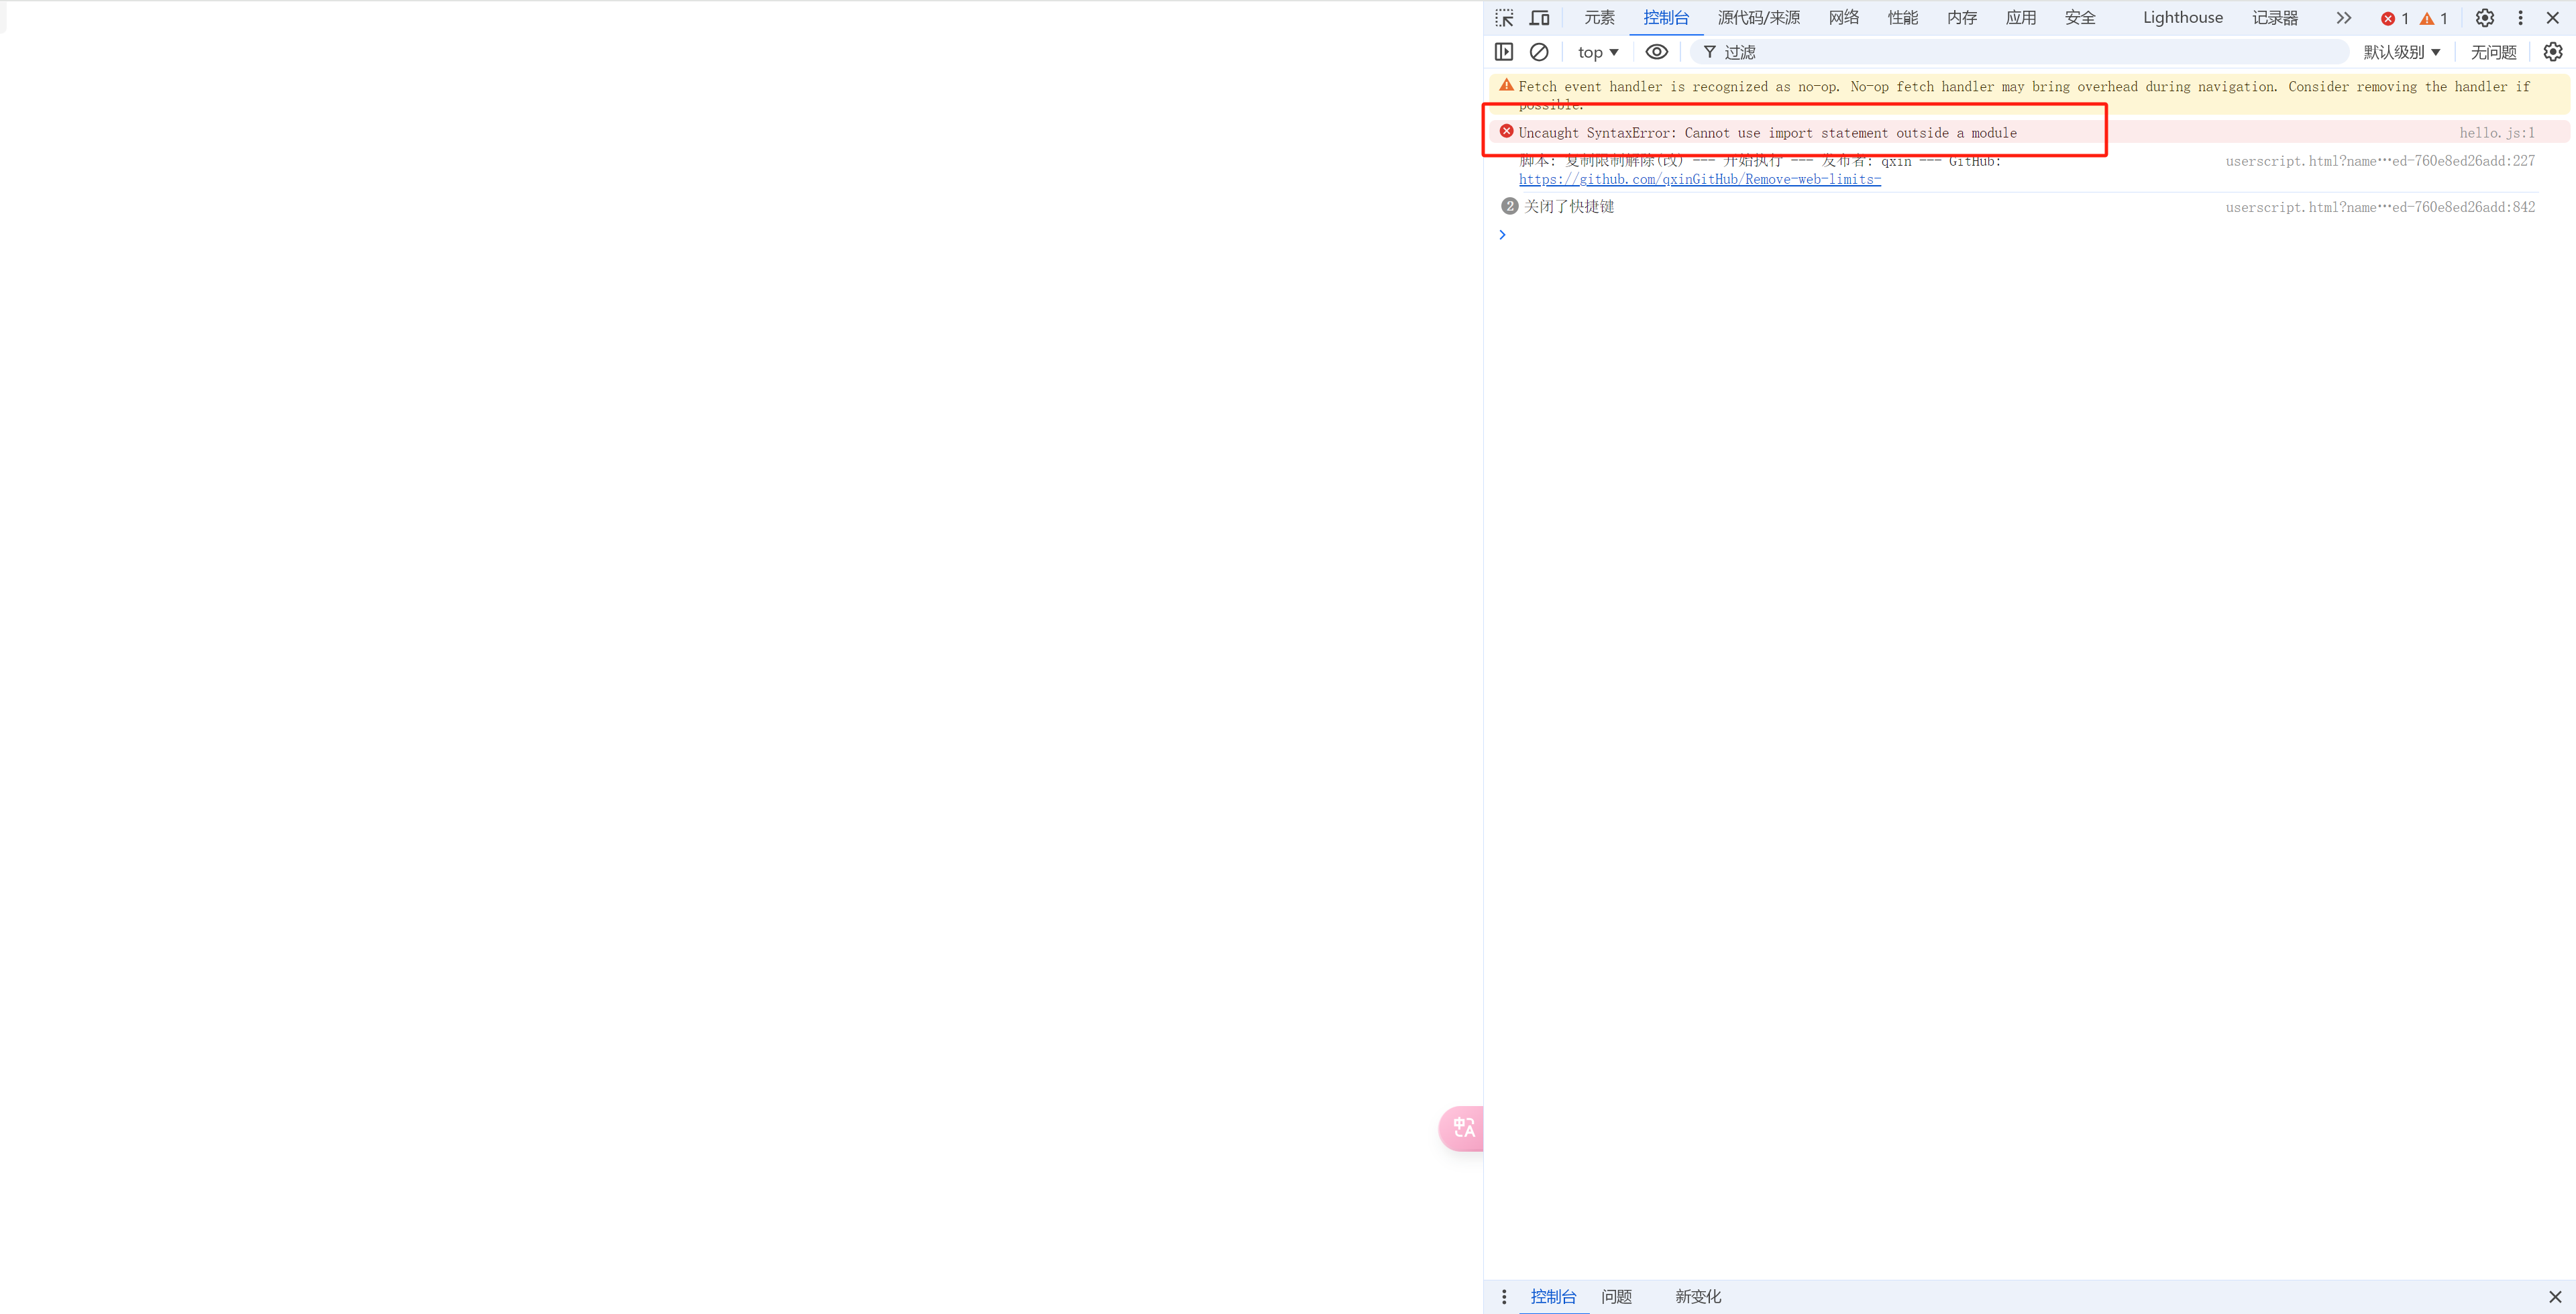 元素 控制台 源代码/来源 网络 性能 内存 应用 安全 Lighthouse 记录器 1 1
top 过滤 默认级别 无问题
Fetch event handler is recognized as no-op. No-op fetch handler may bring overhead during navigation. Consider removing the handler if
possible.
Uncaught SyntaxError: Cannot use import statement outside a module hello.js:1
脚本: 复制限制解除(改) --- 开始执行 --- 发布者: qxin --- GitHub: userscript.html?name…ed-760e8ed26add:227
https://github.com/qxinGitHub/Remove-web-limits-
2 关闭了快捷键 userscript.html?name…ed-760e8ed26add:842
中A
控制台 问题 新变化